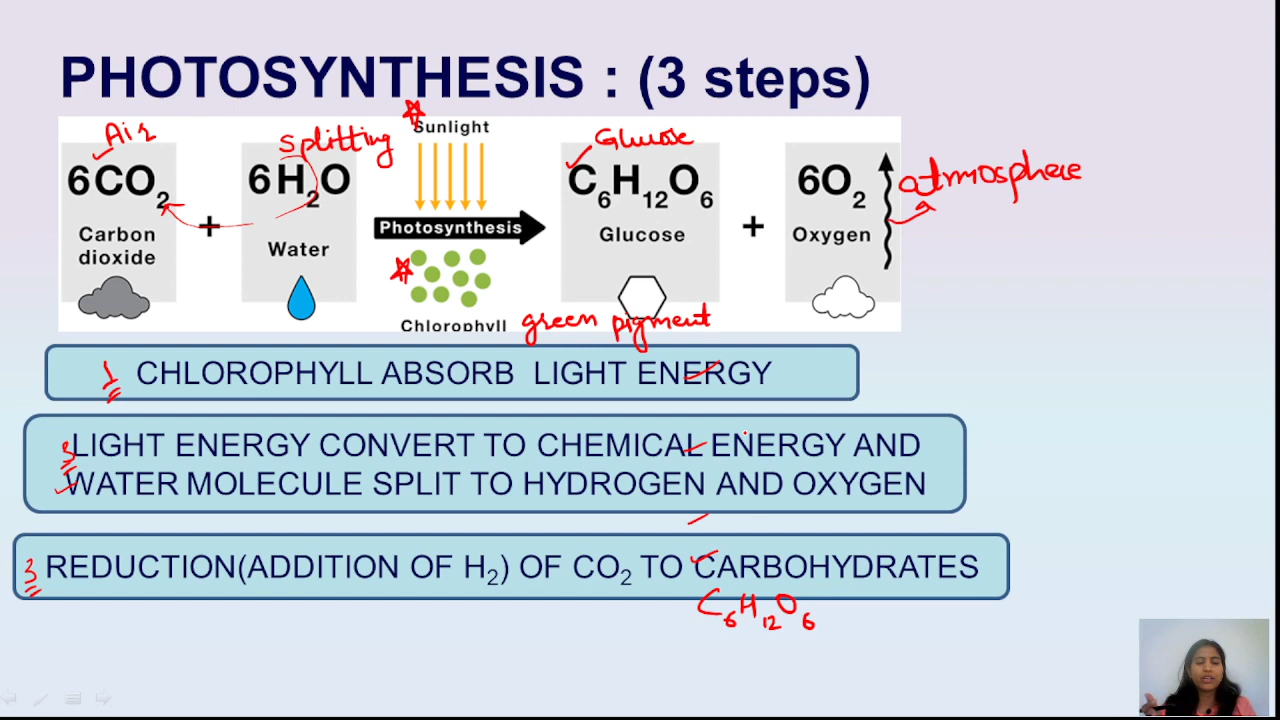 PHOTOSYNTHESIS : (3 steps)
Air
splitting
Sunlight
Glucose
atmosphere
6CO2
6H2O
C6H12O6
6O2
+
Photosynthesis
+
Carbon
dioxide
Water
Glucose
Oxygen
Chlorophyll
green pigment
1 CHLOROPHYLL ABSORB LIGHT ENERGY
LIGHT ENERGY CONVERT TO CHEMICAL ENERGY AND
WATER MOLECULE SPLIT TO HYDROGEN AND OXYGEN
3 REDUCTION(ADDITION OF H2) OF CO2 TO CARBOHYDRATES
C6H12O6